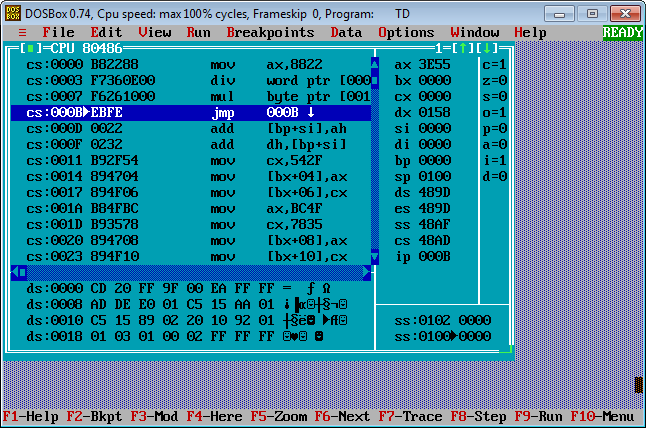 DOSBox 0.74, Cpu speed: max 100% cycles, Frameskip 0, Program: TD
≡ File Edit View Run Breakpoints Data Options Window Help READY
[■]=CPU 80486 1=[↑][↓]
cs:0000 B82288 mov ax,8822 ax 3E55 c=1
cs:0003 F7360E00 div word ptr [000 bx 0000 z=0
cs:0007 F6261000 mul byte ptr [001 cx 0000 s=0
cs:000B▶EBFE jmp 000B ↓ dx 0158 o=1
cs:000D 0022 add [bp+si],ah si 0000 p=0
cs:000F 0232 add dh,[bp+si] di 0000 a=0
cs:0011 B92F54 mov cx,542F bp 0000 i=1
cs:0014 894704 mov [bx+04],ax sp 0100 d=0
cs:0017 894F06 mov [bx+06],cx ds 489D
cs:001A B84FBC mov ax,BC4F es 489D
cs:001D B93578 mov cx,7835 ss 48AF
cs:0020 894708 mov [bx+08],ax cs 48AD
cs:0023 894F10 mov [bx+10],cx ip 000B
ds:0000 CD 20 FF 9F 00 EA FF FF = ƒ Ω
ds:0008 AD DE E0 01 C5 15 AA 01 ¡▐α☺┼§¬☺
ds:0010 C5 15 89 02 20 10 92 01 ┼§ë☻ ►Æ☺ ss:0102 0000
ds:0018 01 03 01 00 02 FF FF FF ☺♥☺ ☻ ss:0100▶0000
F1-Help F2-Bkpt F3-Mod F4-Here F5-Zoom F6-Next F7-Trace F8-Step F9-Run F10-Menu